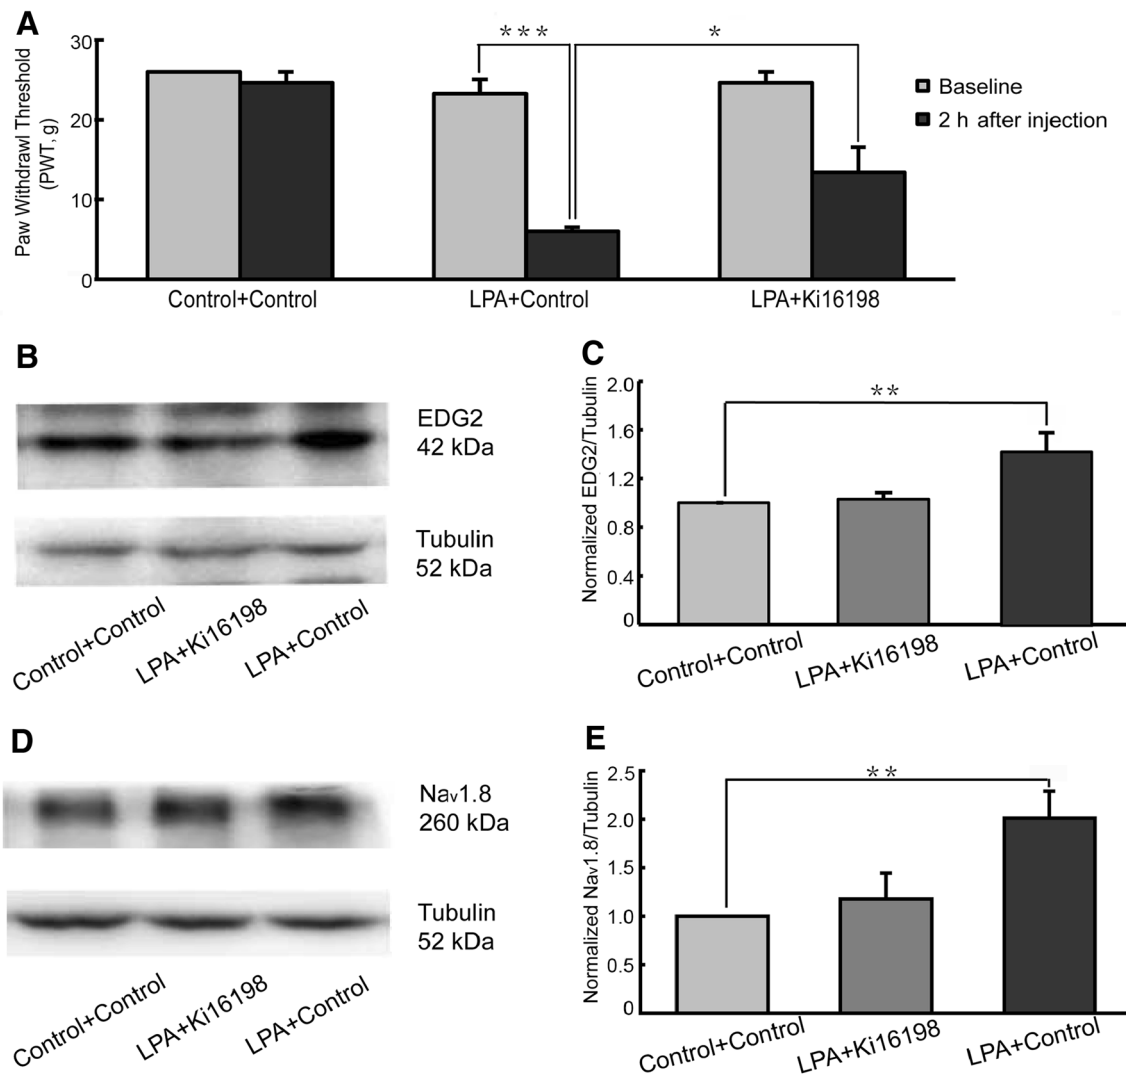 A
Paw Withdrawl Threshold
(PWT, g)
30
20
10
0
***
*
Baseline
2 h after injection
Control+Control
LPA+Control
LPA+Ki16198
B
EDG2
42 kDa
Tubulin
52 kDa
Control+Control
LPA+Ki16198
LPA+Control
C
Normalized EDG2/Tubulin
2.0
1.6
1.2
0.8
0.4
0
**
Control+Control
LPA+Ki16198
LPA+Control
D
Nav1.8
260 kDa
Tubulin
52 kDa
Control+Control
LPA+Ki16198
LPA+Control
E
Normalized Nav1.8/Tubulin
2.5
2.0
1.5
1.0
0.5
0
**
Control+Control
LPA+Ki16198
LPA+Control